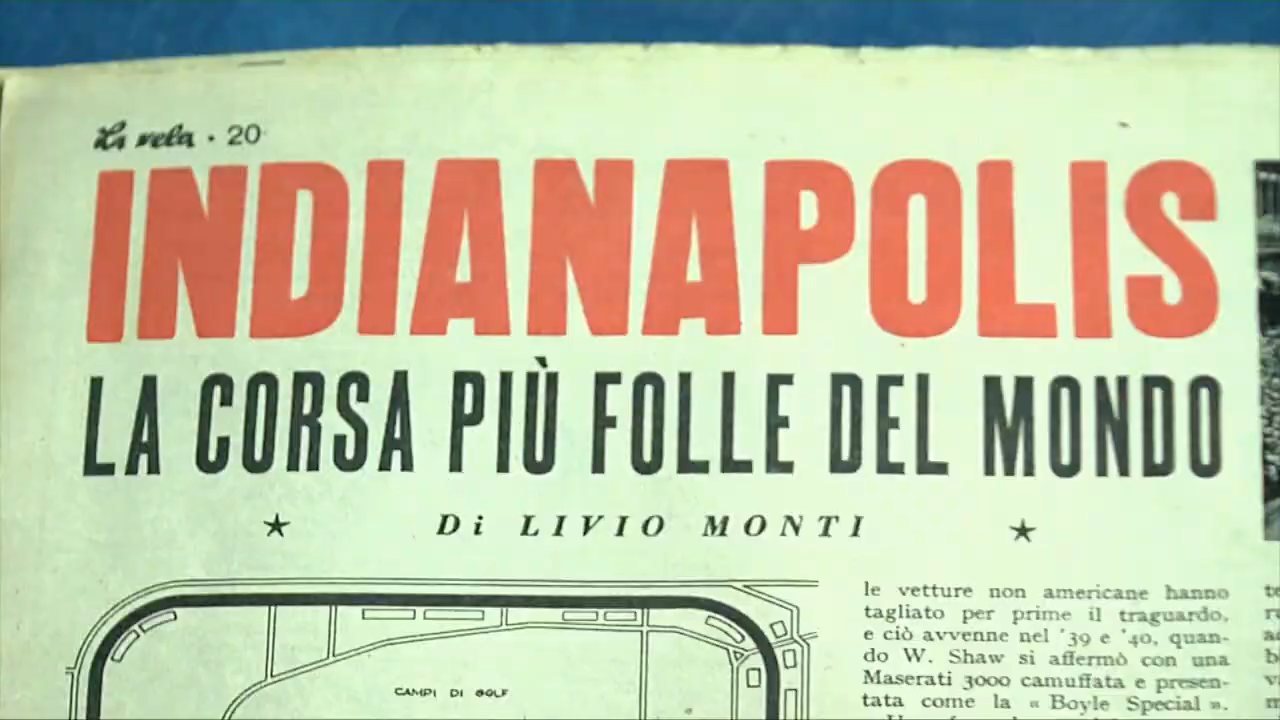 La vela · 20
INDIANAPOLIS
LA CORSA PIÙ FOLLE DEL MONDO
Di LIVIO MONTI
CAMPI DI GOLF
le vetture non americane hanno
tagliato per prime il traguardo,
e ciò avvenne nel '39 e '40, quan-
do W. Shaw si affermò con una
Maserati 3000 camuffata e presen-
tata come la « Boyle Special ».